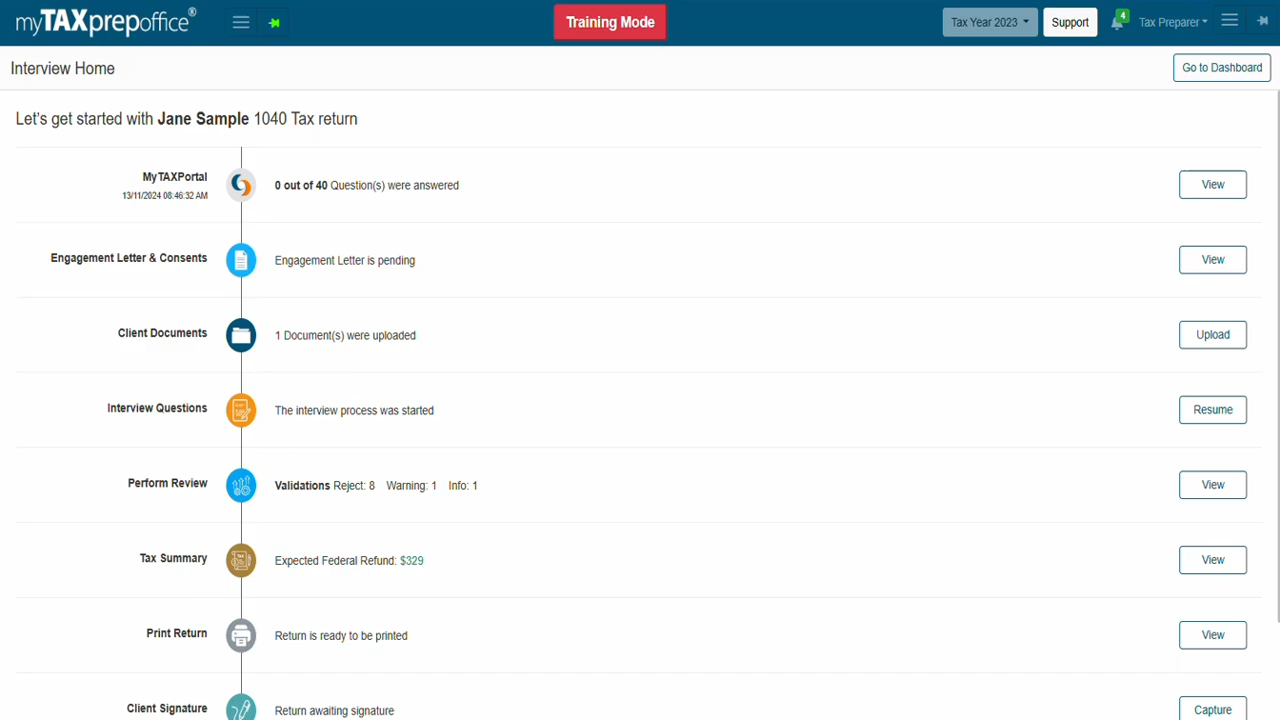 myTAXprepoffice®
Training Mode
Tax Year 2023
Support
4
Tax Preparer
Interview Home
Go to Dashboard
Let's get started with Jane Sample 1040 Tax return
MyTAXPortal
13/11/2024 08:46:32 AM
0 out of 40 Question(s) were answered
View
Engagement Letter & Consents
Engagement Letter is pending
View
Client Documents
1 Document(s) were uploaded
Upload
Interview Questions
The interview process was started
Resume
Perform Review
Validations Reject: 8 Warning: 1 Info: 1
View
Tax Summary
Expected Federal Refund: $329
View
Print Return
Return is ready to be printed
View
Client Signature
Return awaiting signature
Capture